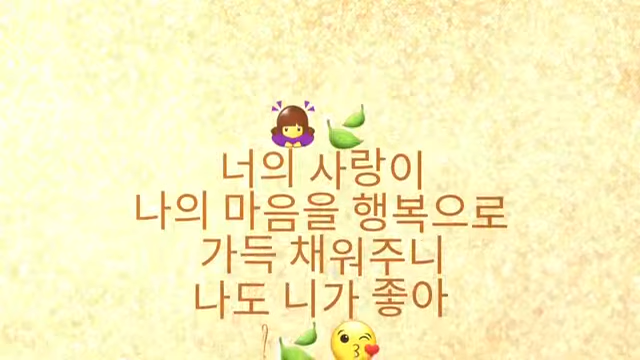 너의 사랑이
나의 마음을 행복으로
가득 채워주니
나도 니가 좋아